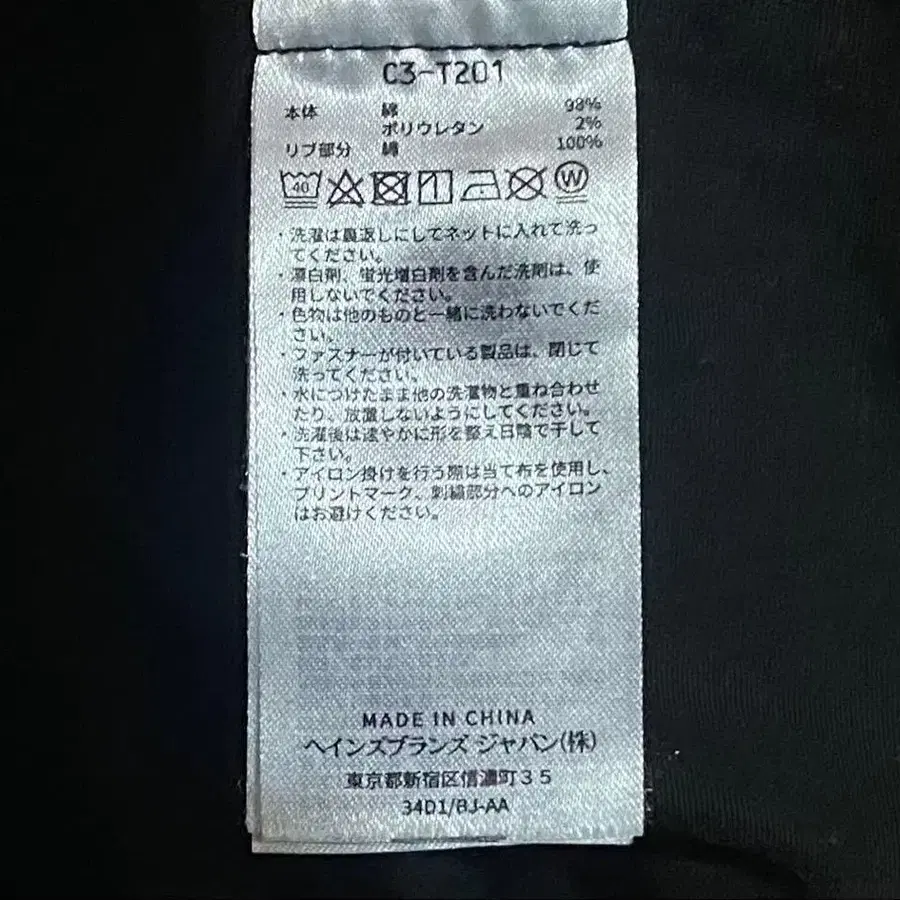 C3-T201
本体 綿 98%
ポリウレタン 2%
リブ部分 綿 100%
40 W
・洗濯は裏返しにしてネットに入れて洗っ
てください。
・漂白剤、蛍光増白剤を含んだ洗剤は、使
用しないでください。
・色物は他のものと一緒に洗わないでくだ
さい。
・ファスナーが付いている製品は、閉じて
洗ってください。
・水につけたまま他の洗濯物と重ね合わせ
たり、放置しないようにしてください。
・洗濯後は速やかに形を整え日陰で干して
下さい。
・アイロン掛けを行う際は当て布を使用し、
プリントマーク、刺繍部分へのアイロン
はお避けください。
MADE IN CHINA
ヘインズブランズ ジャパン(株)
東京都新宿区信濃町35
34D1/BJ-AA